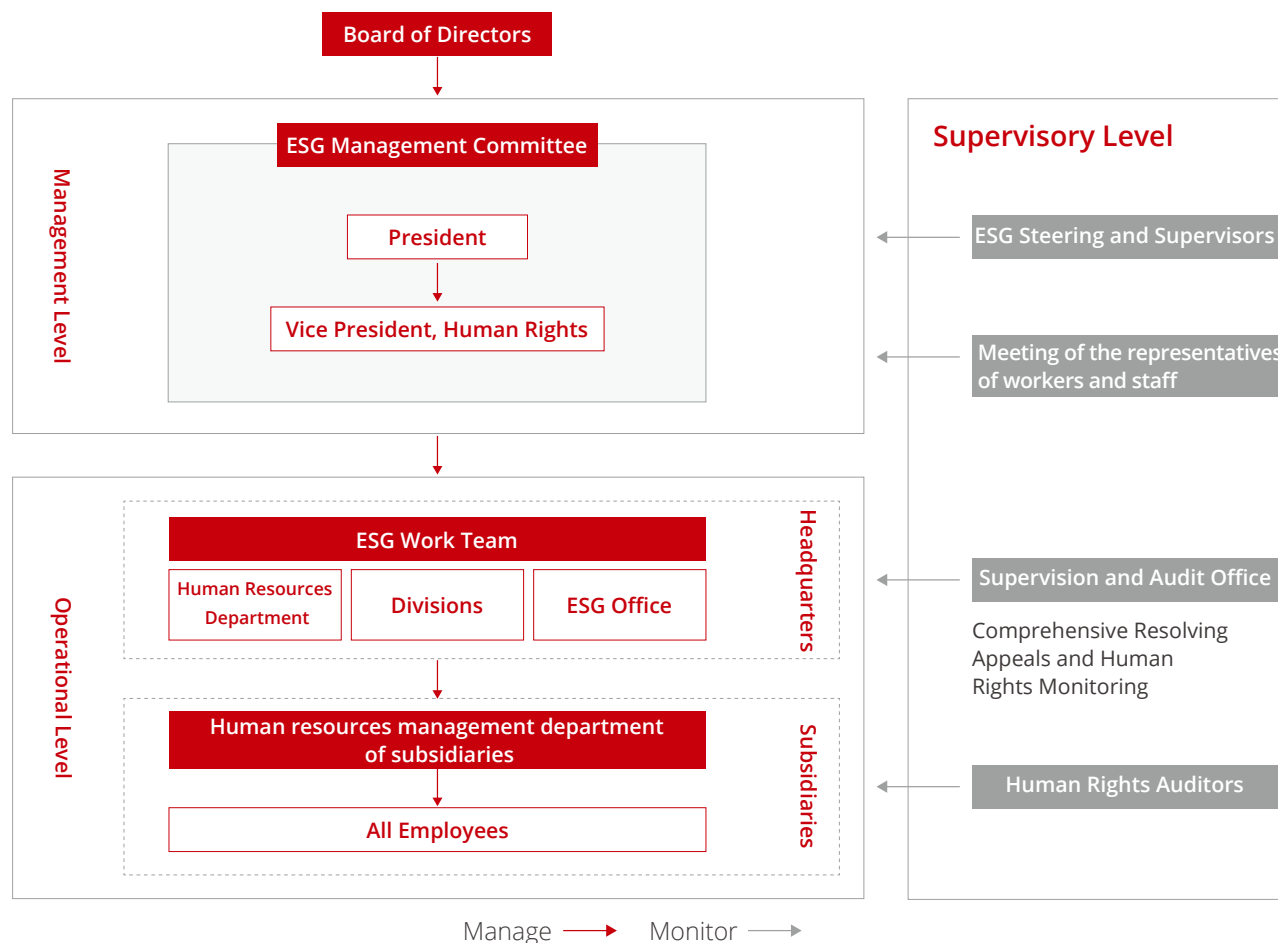 Board of Directors
Management Level
ESG Management Committee
President
Vice President, Human Rights
Operational Level
Headquarters
ESG Work Team
Human Resources
Department
Divisions
ESG Office
Subsidiaries
Human resources management department
of subsidiaries
All Employees
Supervisory Level
ESG Steering and Supervisors
Meeting of the representatives
of workers and staff
Supervision and Audit Office
Comprehensive Resolving
Appeals and Human
Rights Monitoring
Human Rights Auditors
Manage
Monitor